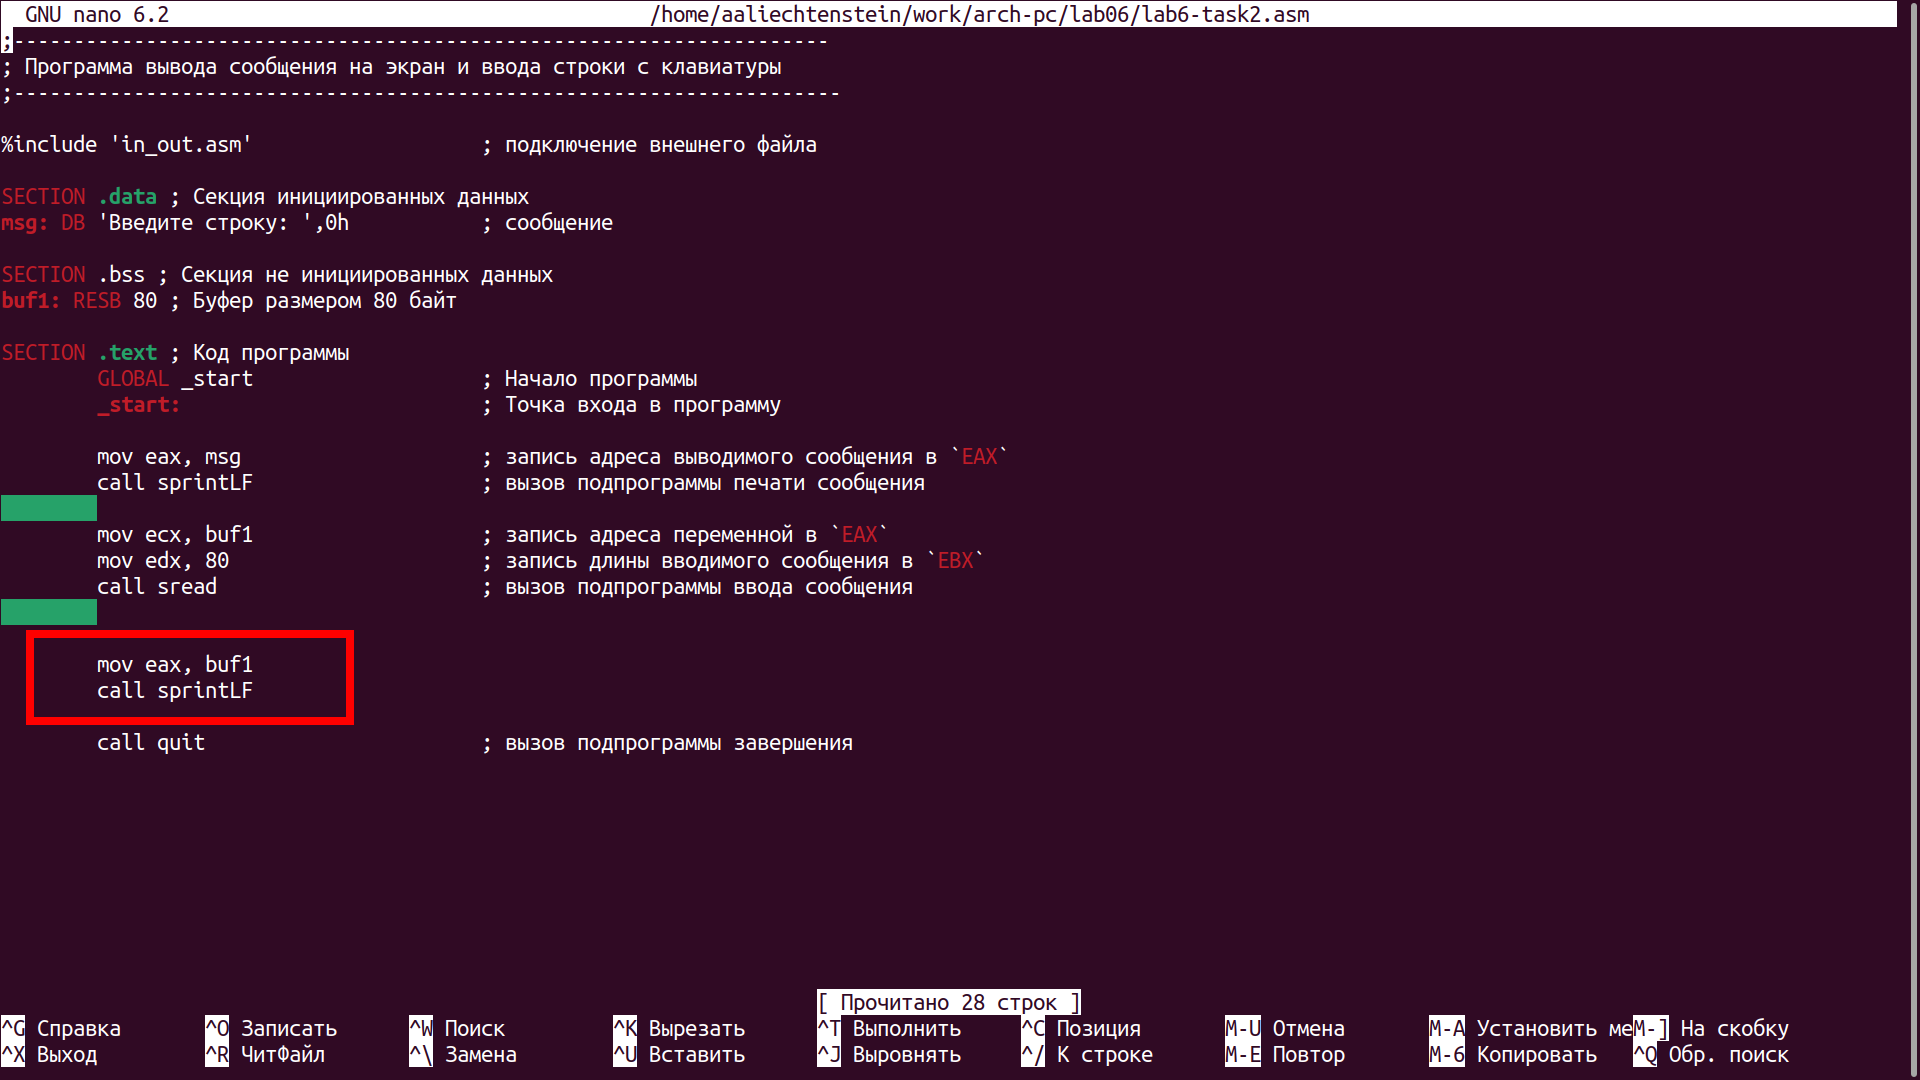 GNU nano 6.2 /home/aaliechtenstein/work/arch-pc/lab06/lab6-task2.asm
;--------------------------------------------------------------------
; Программа вывода сообщения на экран и ввода строки с клавиатуры
;---------------------------------------------------------------------
%include 'in_out.asm' ; подключение внешнего файла
SECTION .data ; Секция инициированных данных
msg: DB 'Введите строку: ',0h ; сообщение
SECTION .bss ; Секция не инициированных данных
buf1: RESB 80 ; Буфер размером 80 байт
SECTION .text ; Код программы
GLOBAL _start ; Начало программы
_start: ; Точка входа в программу
mov eax, msg ; запись адреса выводимого сообщения в `EAX`
call sprintLF ; вызов подпрограммы печати сообщения
mov ecx, buf1 ; запись адреса переменной в `EAX`
mov edx, 80 ; запись длины вводимого сообщения в `EBX`
call sread ; вызов подпрограммы ввода сообщения
mov eax, buf1
call sprintLF
call quit ; вызов подпрограммы завершения
[ Прочитано 28 строк ]
^G Справка ^O Записать ^W Поиск ^K Вырезать ^T Выполнить ^C Позиция M-U Отмена M-A Установить ме M-] На скобку
^X Выход ^R ЧитФайл ^\ Замена ^U Вставить ^J Выровнять ^/ К строке M-E Повтор M-6 Копировать ^Q Обр. поиск